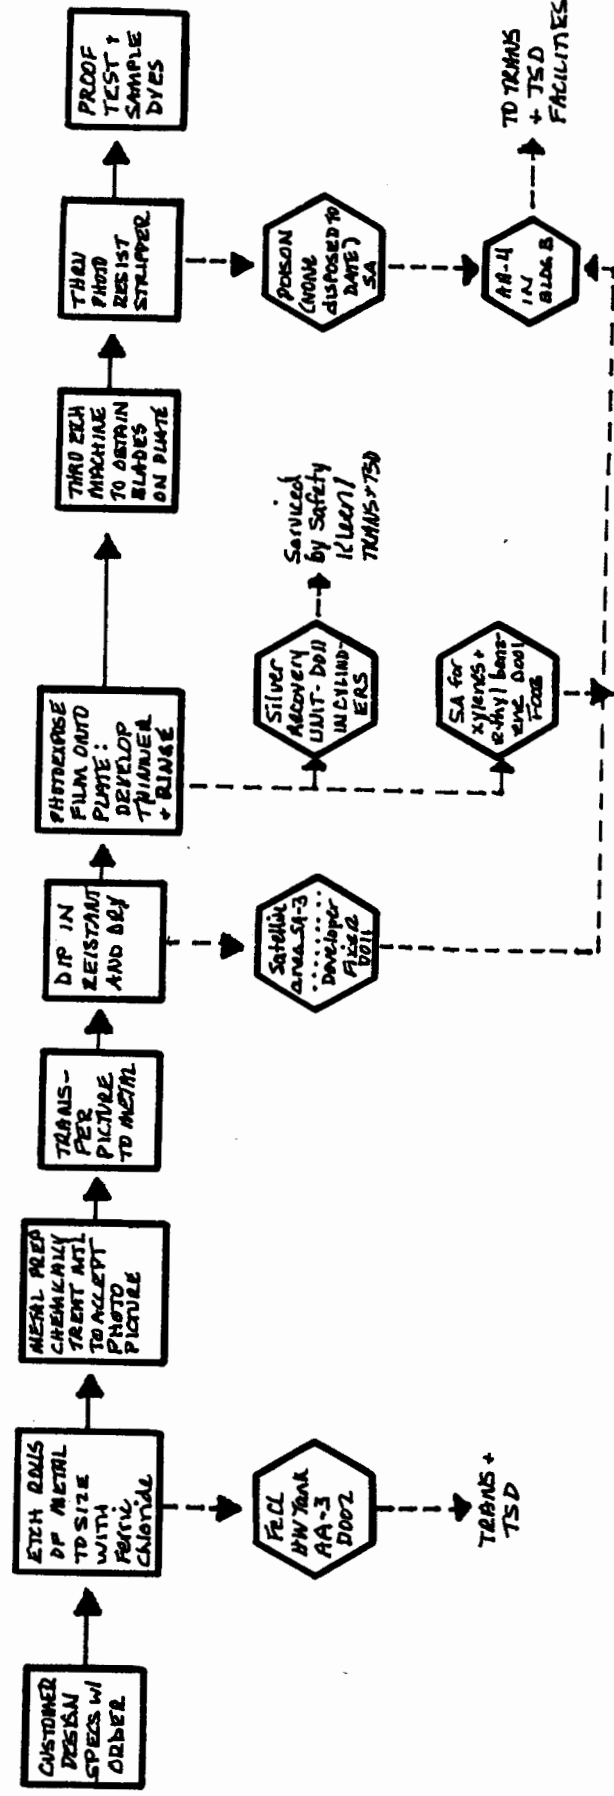 CUSTOMER
DESIGN
SPECS W/
ORDER
ETCH ROLLS
OF METAL
TO SIZE
WITH
Ferric
Chloride
METAL PREP
CHEMICALLY
TREAT MTL
TO ACCEPT
PHOTO
PICTURE
TRANS-
FER
PICTURE
TO METAL
DIP IN
REISTANT
AND DRY
PHOTOEXPOSE
FILM ONTO
PLATE:
DEVELOP
THINNER
+ RINSE
THRU ETCH
MACHINE
TO OBTAIN
BLADES
ON PLATE
THRU
PHOTO
RESIST
STRIPPER
PROOF
TEST +
SAMPLE
DYES
FeCL
HW Tank
AA-3
D002
TRANS +
TSD
Satellite
area SA-3
Developer
Fixer
D011
Silver
Recovery
UNIT- D011
IN CYLIND-
ERS
Serviced
by Safety
Kleen/
TRANS + TSD
SA for
xylenes +
ethyl benz-
ene D001
F003
POISON
(NONE
disposed TO
DATE)
SA
AA-4
IN
BLDG B
TO TRANS
+ TSD
FACILITIES